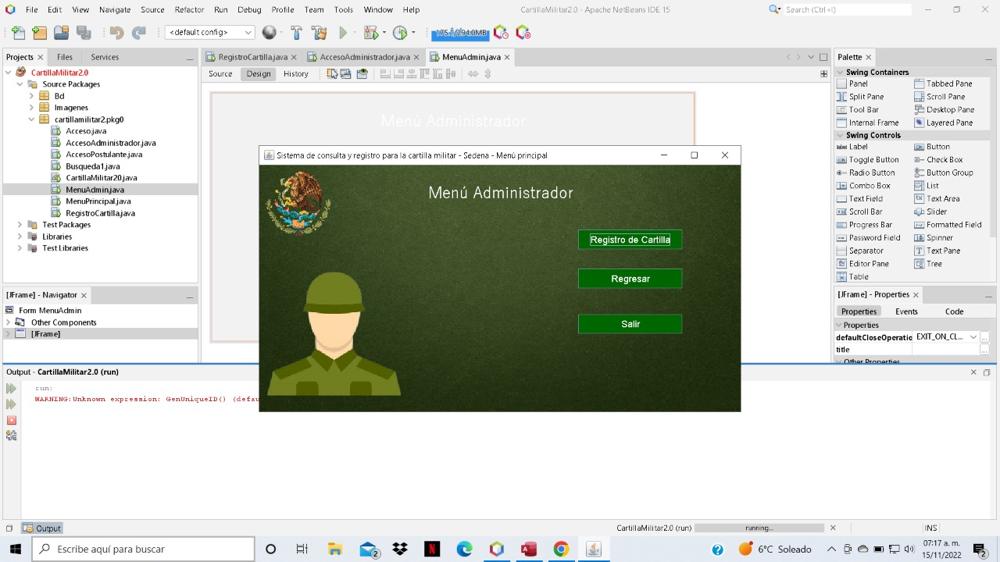 File Edit View Navigate Source Refactor Run Debug Profile Team Tools Window Help CartillaMilitar2.0 - Apache NetBeans IDE 15 Search (Ctrl+I)
<default config> 175.1/294.0MB
Projects Files Services RegistroCartilla.java AccesoAdministrador.java MenuAdmin.java Palette
Source Design History
CartillaMilitar2.0
Source Packages
Bd
Imagenes
cartillamilitar2.pkg0
Acceso.java
AccesoAdministrador.java
AccesoPostulante.java
Busqueda1.java
CartillaMilitar20.java
MenuAdmin.java
MenuPrincipal.java
RegistroCartilla.java
Test Packages
Libraries
Test Libraries
Menú Administrador
Sistema de consulta y registro para la cartilla militar - Sedena - Menú principal
Menú Administrador
Registro de Cartilla
Regresar
Salir
Swing Containers
Panel Tabbed Pane
Split Pane Scroll Pane
Tool Bar Desktop Pane
Internal Frame Layered Pane
Swing Controls
Label Button
Toggle Button Check Box
Radio Button Button Group
Combo Box List
Text Field Text Area
Scroll Bar Slider
Progress Bar Formatted Field
Password Field Spinner
Separator Text Pane
Editor Pane Tree
Table
[JFrame] - Navigator
Form MenuAdmin
Other Components
[JFrame]
[JFrame] - Properties
Properties Events Code
Properties
defaultCloseOperatio EXIT_ON_CL... ...
title ...
Other Properties
Output - CartillaMilitar2.0 (run)
run:
WARNING:Unknown expression: GenUniqueID() (defau
Output CartillaMilitar2.0 (run) running... INS
Escribe aquí para buscar 2 6°C Soleado 07:17 a. m.
15/11/2022 2